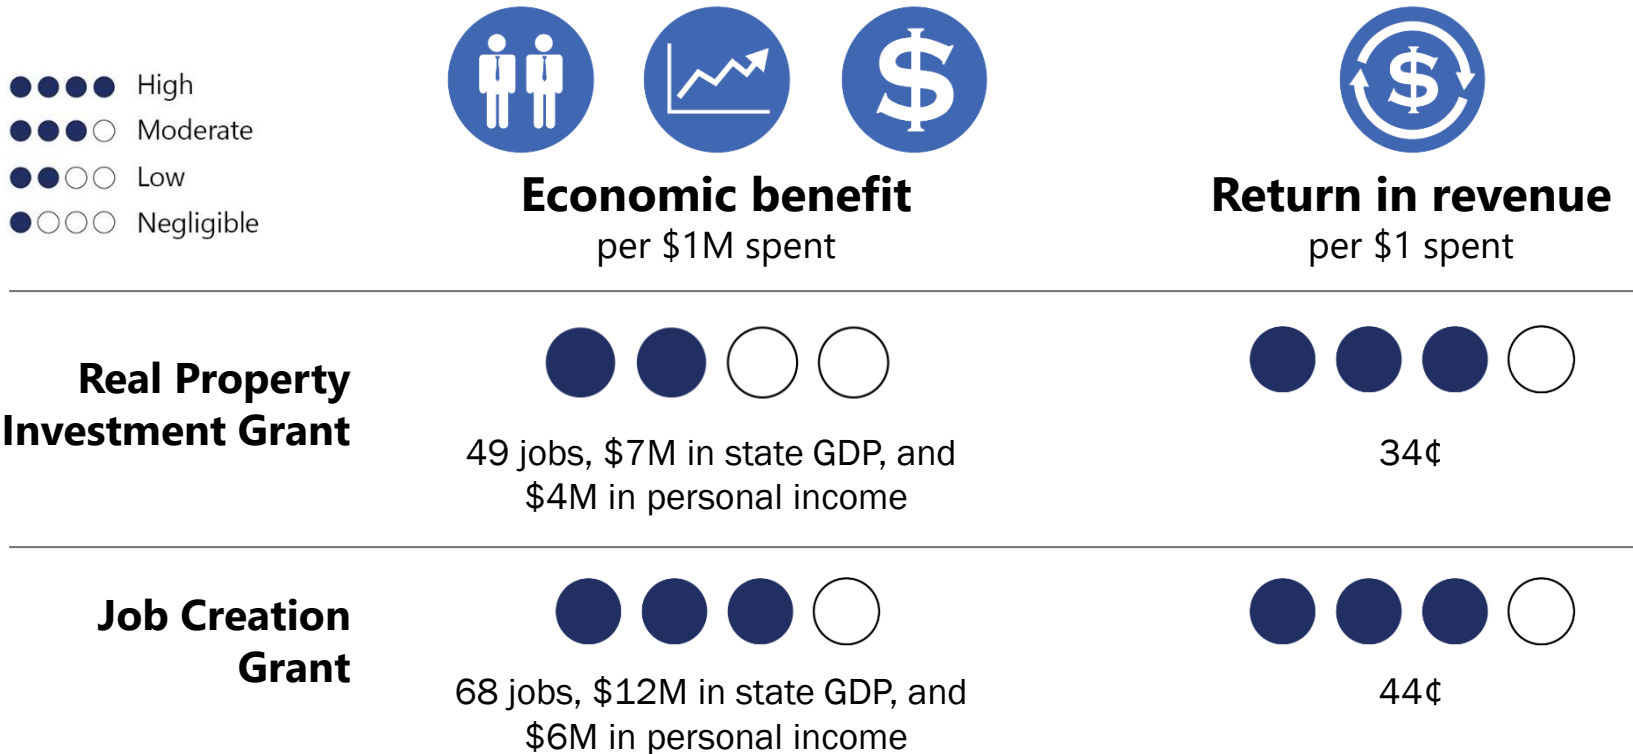 High
Moderate
Low
Negligible
$
$
Economic benefit
per $1M spent
Return in revenue
per $1 spent
Real Property
Investment Grant
49 jobs, $7M in state GDP, and
$4M in personal income
34¢
Job Creation
Grant
68 jobs, $12M in state GDP, and
$6M in personal income
44¢